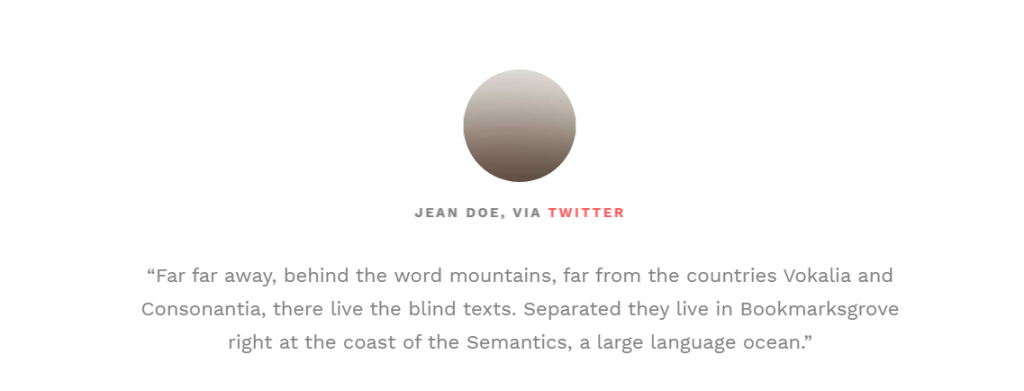 JEAN DOE, VIA TWITTER
“Far far away, behind the word mountains, far from the countries Vokalia and
Consonantia, there live the blind texts. Separated they live in Bookmarksgrove
right at the coast of the Semantics, a large language ocean.”